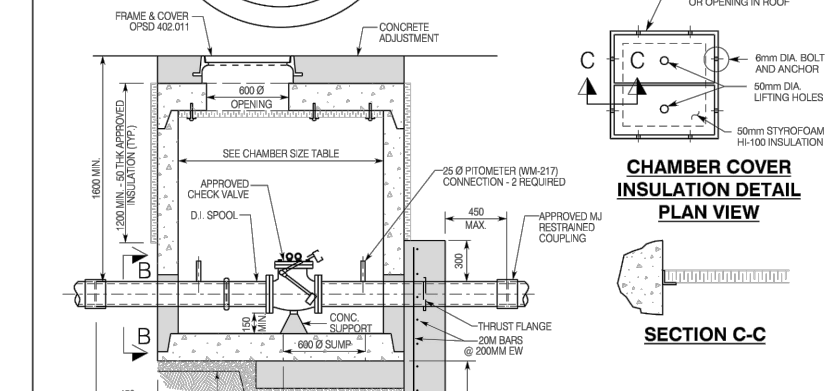 FRAME & COVER
OPSD 402.011
CONCRETE
ADJUSTMENT
OR OPENING IN ROOF
C
C
6mm DIA. BOLT
AND ANCHOR
50mm DIA.
LIFTING HOLES
50mm STYROFOAM
HI-100 INSULATION
CHAMBER COVER
INSULATION DETAIL
PLAN VIEW
600 Ø
OPENING
1600 MIN.
1200 MIN. - 50 THK APPROVED
INSULATION (TYP.)
SEE CHAMBER SIZE TABLE
APPROVED
CHECK VALVE
D.I. SPOOL
25 Ø PITOMETER (WM-217)
CONNECTION - 2 REQUIRED
450
MAX.
APPROVED MJ
RESTRAINED
COUPLING
300
B
B
150
MIN.
CONC.
SUPPORT
600 Ø SUMP
THRUST FLANGE
20M BARS
@ 200MM EW
SECTION C-C